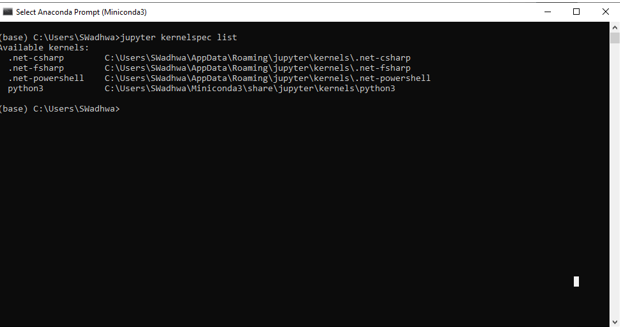 Select Anaconda Prompt (Miniconda3)
(base) C:\Users\SWadhwa>jupyter kernelspec list
Available kernels:
.net-csharp C:\Users\SWadhwa\AppData\Roaming\jupyter\kernels\.net-csharp
.net-fsharp C:\Users\SWadhwa\AppData\Roaming\jupyter\kernels\.net-fsharp
.net-powershell C:\Users\SWadhwa\AppData\Roaming\jupyter\kernels\.net-powershell
python3 C:\Users\SWadhwa\Miniconda3\share\jupyter\kernels\python3
(base) C:\Users\SWadhwa>